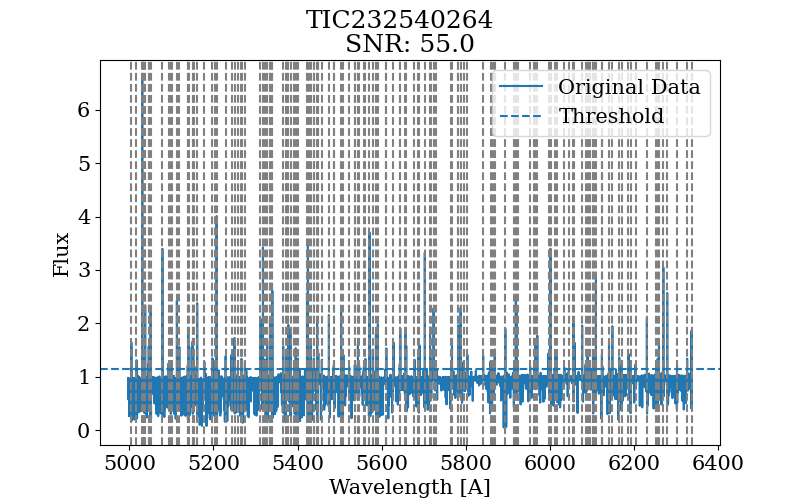 TIC232540264
SNR: 55.0
Original Data
Threshold
Flux
6
5
4
3
2
1
0
5000 5200 5400 5600 5800 6000 6200 6400
Wavelength [A]